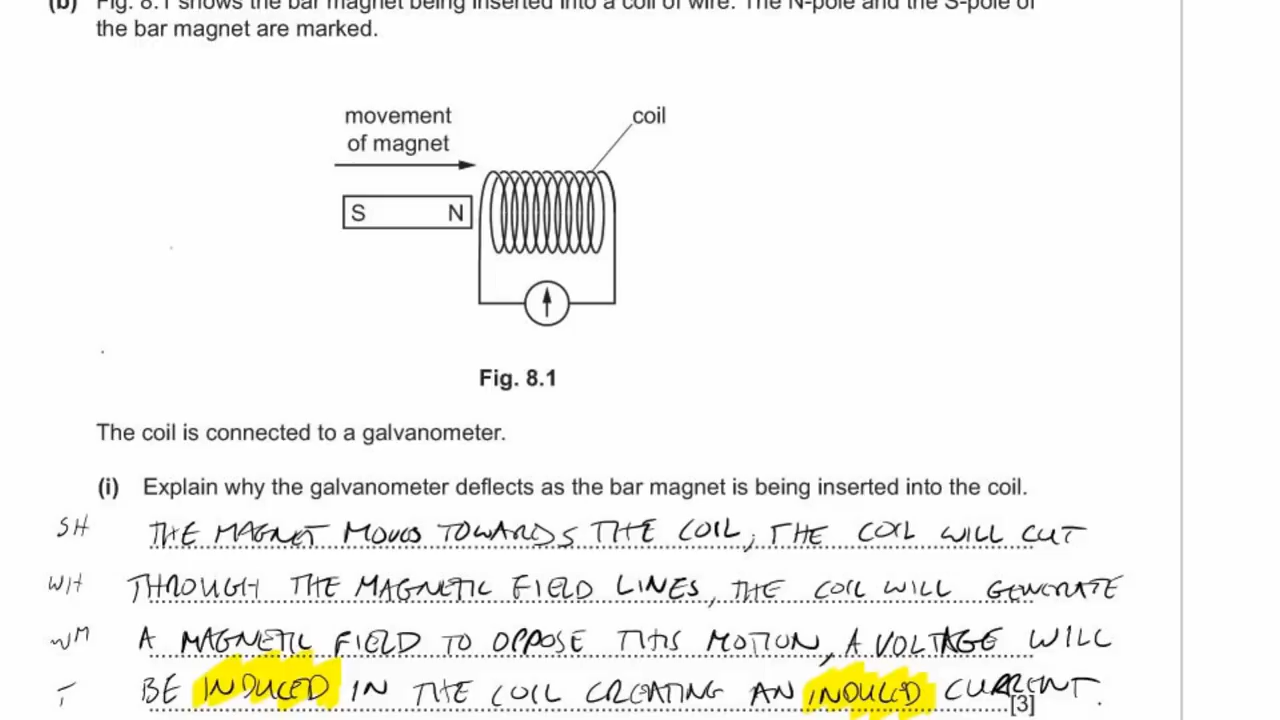 (b) Fig. 8.1 shows the bar magnet being inserted into a coil of wire. The N-pole and the S-pole of
the bar magnet are marked.
movement
of magnet
coil
S N
Fig. 8.1
The coil is connected to a galvanometer.
(i) Explain why the galvanometer deflects as the bar magnet is being inserted into the coil.
SH THE MAGNET MOVES TOWARDS THE COIL, THE COIL WILL CUT
WH THROUGH THE MAGNETIC FIELD LINES, THE COIL WILL GENERATE
WM A MAGNETIC FIELD TO OPPOSE THIS MOTION, A VOLTAGE WILL
T BE INDUCED IN THE COIL CREATING AN INDUCED CURRENT.
[3]